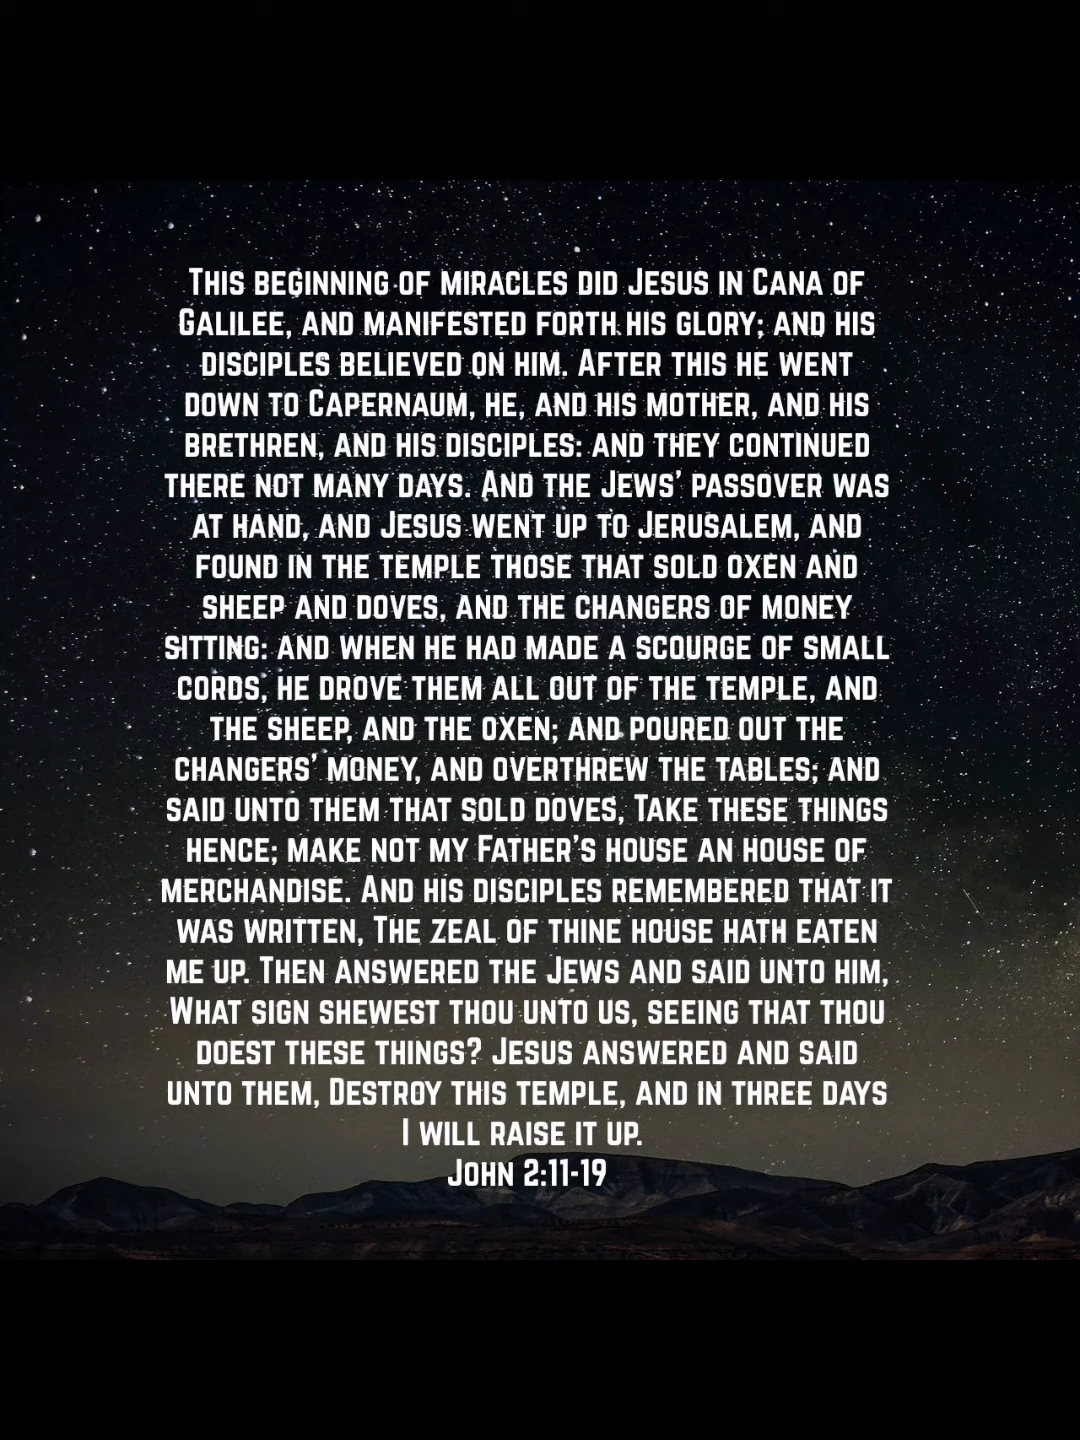 This beginning of miracles did Jesus in Cana of
Galilee, and manifested forth his glory; and his
disciples believed on him. After this he went
down to Capernaum, he, and his mother, and his
brethren, and his disciples: and they continued
there not many days. And the Jews’ passover was
at hand, and Jesus went up to Jerusalem, and
found in the temple those that sold oxen and
sheep and doves, and the changers of money
sitting: and when he had made a scourge of small
cords, he drove them all out of the temple, and
the sheep, and the oxen; and poured out the
changers’ money, and overthrew the tables; and
said unto them that sold doves, Take these things
hence; make not my Father’s house an house of
merchandise. And his disciples remembered that it
was written, The zeal of thine house hath eaten
me up. Then answered the Jews and said unto him,
What sign shewest thou unto us, seeing that thou
doest these things? Jesus answered and said
unto them, Destroy this temple, and in three days
I will raise it up.
John 2:11-19